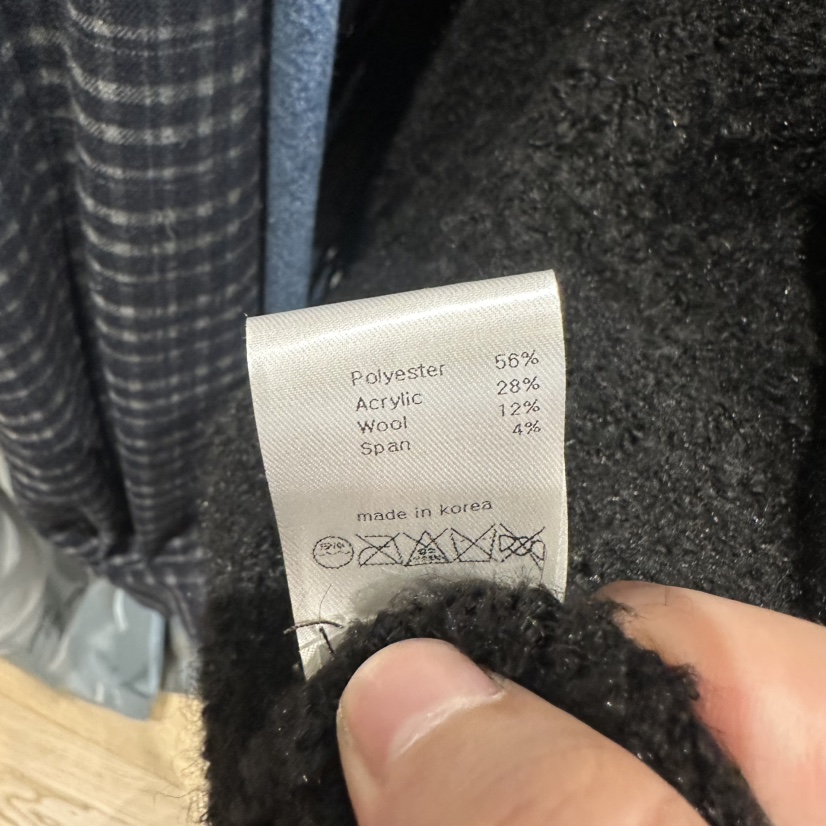 Polyester 56%
Acrylic 28%
Wool 12%
Span 4%
made in korea